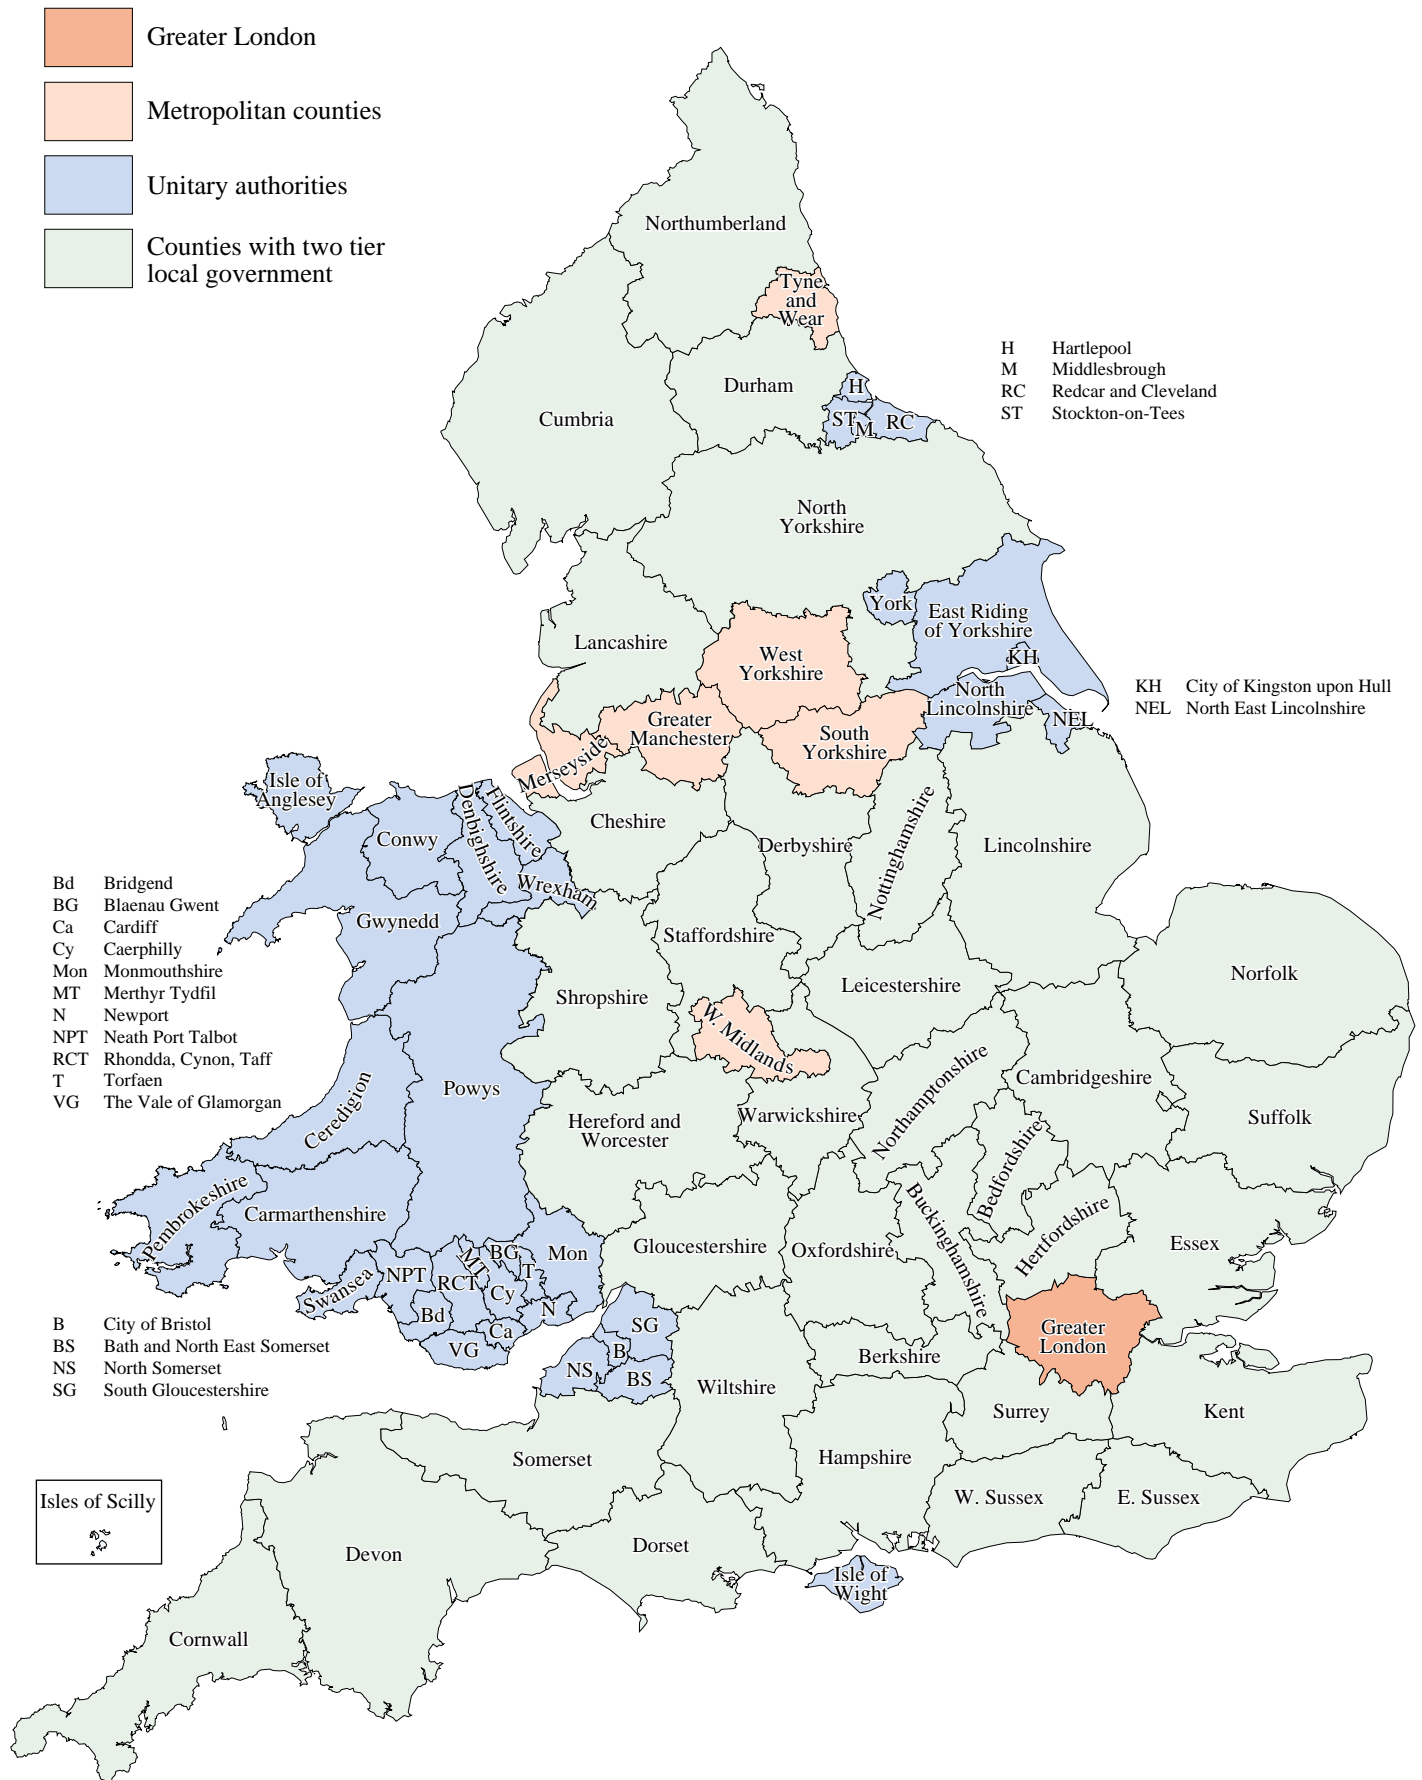 Greater London
Metropolitan counties
Unitary authorities
Counties with two tier
local government
Northumberland
Tyne
and
Wear
H Hartlepool
M Middlesbrough
RC Redcar and Cleveland
ST Stockton-on-Tees
Durham
H
ST
M
RC
Cumbria
North
Yorkshire
York
East Riding
of Yorkshire
KH
Lancashire
West
Yorkshire
KH City of Kingston upon Hull
NEL North East Lincolnshire
North
Lincolnshire
NEL
Greater
Manchester
South
Yorkshire
Merseyside
Isle of
Anglesey
Conwy
Denbighshire
Flintshire
Wrexham
Cheshire
Derbyshire
Nottinghamshire
Lincolnshire
Bd Bridgend
BG Blaenau Gwent
Ca Cardiff
Cy Caerphilly
Mon Monmouthshire
MT Merthyr Tydfil
N Newport
NPT Neath Port Talbot
RCT Rhondda, Cynon, Taff
T Torfaen
VG The Vale of Glamorgan
Gwynedd
Staffordshire
Shropshire
Leicestershire
Norfolk
W. Midlands
Powys
Ceredigion
Hereford and
Worcester
Warwickshire
Northamptonshire
Cambridgeshire
Suffolk
Bedfordshire
Pembrokeshire
Carmarthenshire
Buckinghamshire
Hertfordshire
Essex
Gloucestershire
Oxfordshire
Swansea
NPT
RCT
MT
BG
T
Mon
Cy
Bd
N
Ca
VG
B City of Bristol
BS Bath and North East Somerset
NS North Somerset
SG South Gloucestershire
SG
B
NS
BS
Greater
London
Berkshire
Wiltshire
Surrey
Kent
Somerset
Hampshire
W. Sussex
E. Sussex
Isles of Scilly
Devon
Dorset
Isle of
Wight
Cornwall